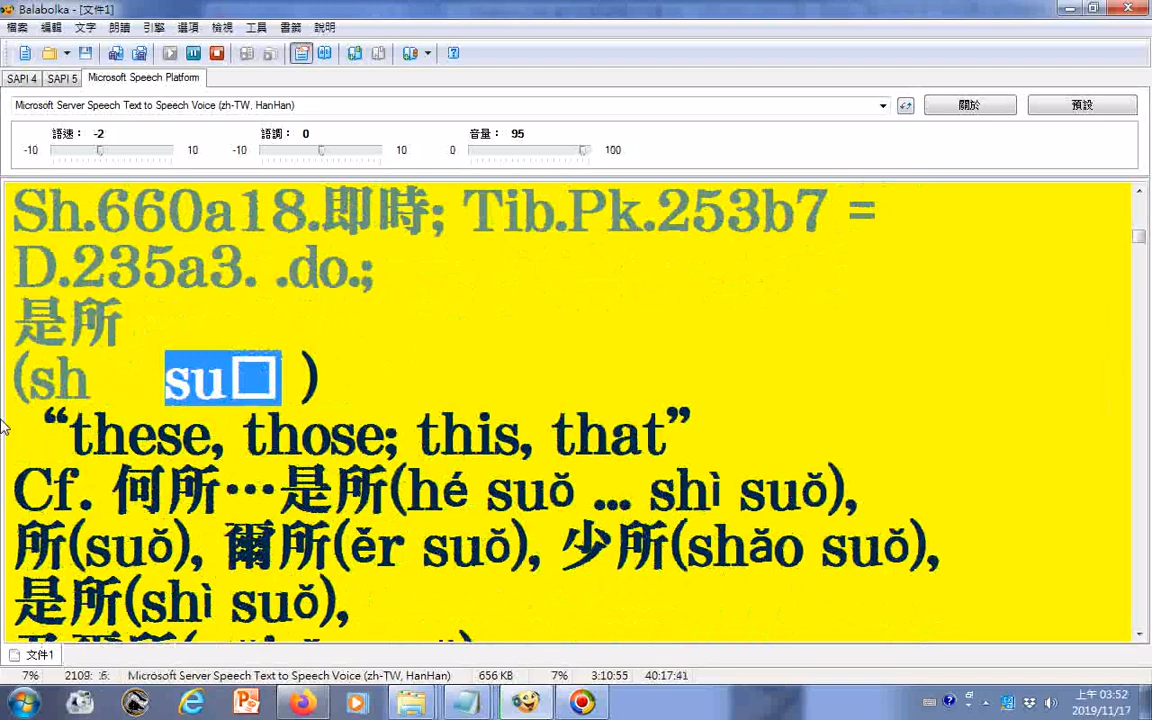 Balabolka - [文件1]
檔案 編輯 文字 朗讀 引擎 選項 檢視 工具 書籤 說明
SAPI 4 SAPI 5 Microsoft Speech Platform
Microsoft Server Speech Text to Speech Voice (zh-TW, HanHan)
關於 預設
語速： -2 語調： 0 音量： 95
-10 10 -10 10 0 100
Sh.660a18.即時; Tib.Pk.253b7 =
D.235a3. .do.;
是所
(sh su□ )
“these, those; this, that”
Cf. 何所…是所(hé suǒ ... shì suǒ),
所(suǒ), 爾所(ěr suǒ), 少所(shǎo suǒ),
是所(shì suǒ),
文件1
7% Microsoft Server Speech Text to Speech Voice (zh-TW, HanHan) 656 KB 7% 3:10:55 40:17:41
上午 03:52
2019/11/17